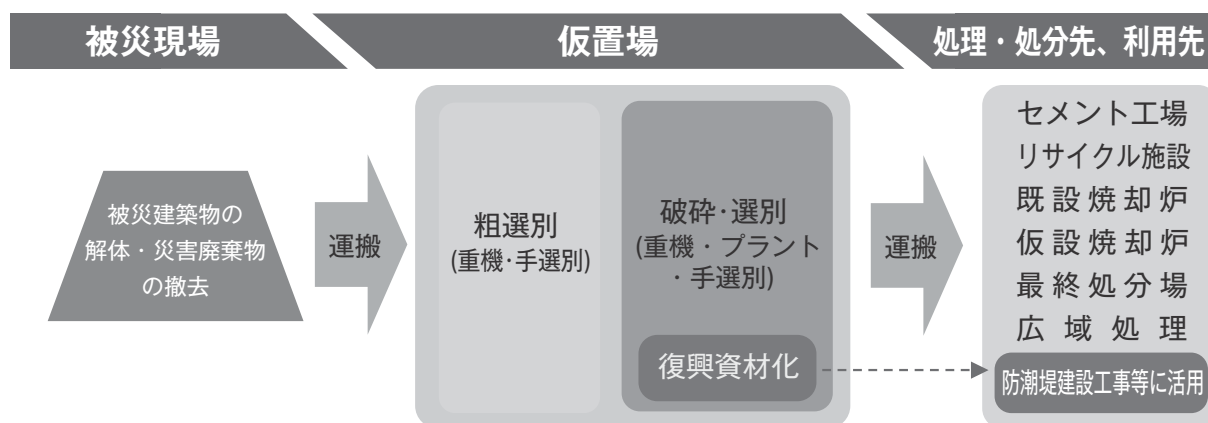 被災現場
仮置場
処理・処分先、利用先
被災建築物の
解体・災害廃棄物
の撤去
運搬
粗選別
(重機・手選別)
破砕・選別
(重機・プラント
・手選別)
復興資材化
運搬
セメント工場
リサイクル施設
既設焼却炉
仮設焼却炉
最終処分場
広域処理
防潮堤建設工事等に活用